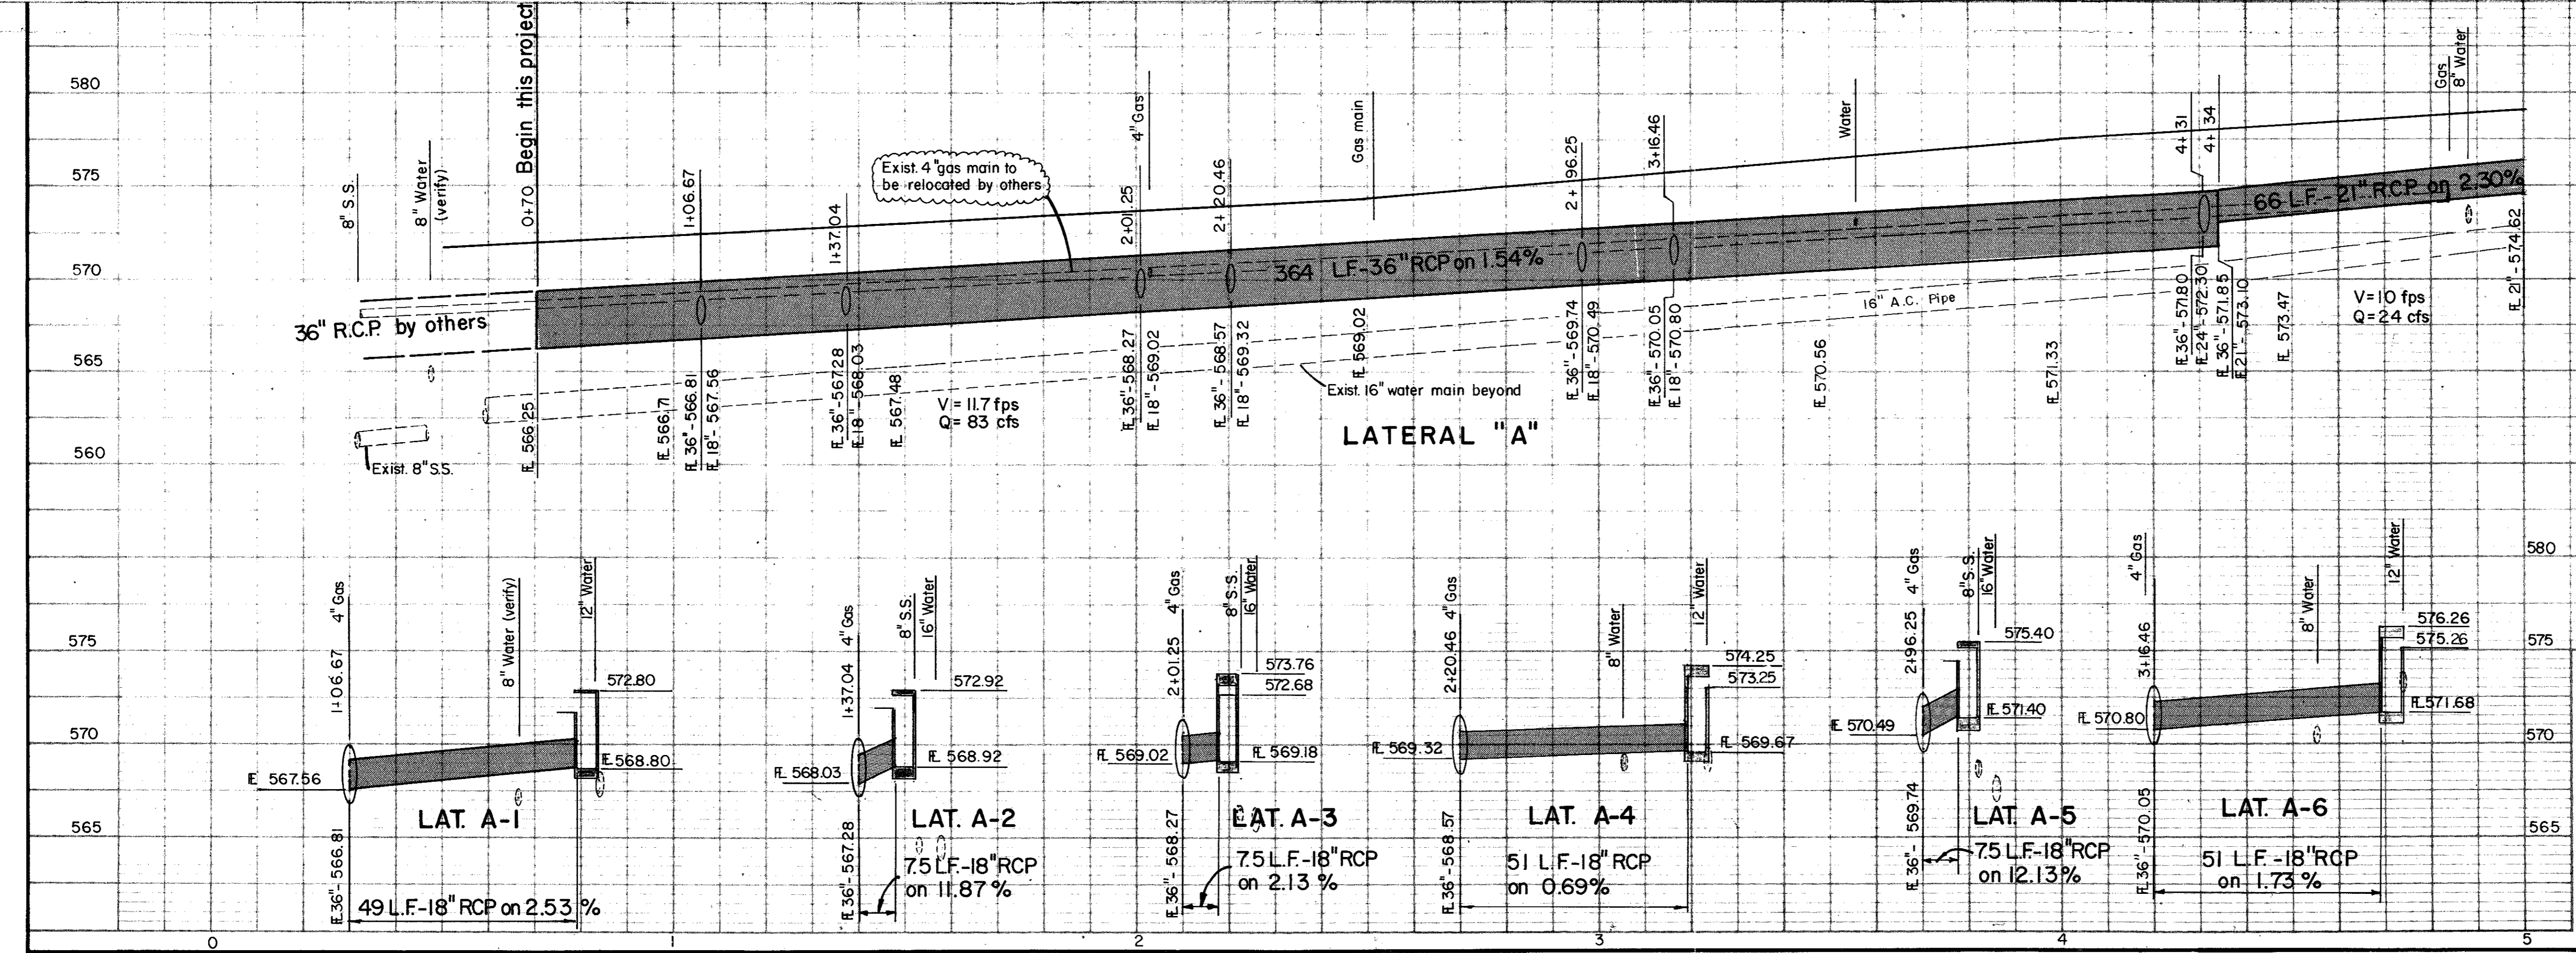 580
575
570
565
560
8" S.S.
8" Water
(verify)
0+70 Begin this project
1+06.67
1+37.04
Exist. 4" gas main to
be relocated by others
2+01.25
4" Gas
2+20.46
Gas main
2+96.25
3+16.46
Water
4+31
4+34
Gas
8" Water
36" R.C.P. by others
364 L.F.-36" RCP on 1.54%
66 L.F.-21" R.C.P. on 2.30%
16" A.C. Pipe
Exist. 16" water main beyond
Exist. 8" S.S.
FL 566.25
FL 566.71
FL 36"-566.81
FL 18"-567.56
FL 36"-567.28
FL 18"-568.03
FL 567.48
V = 11.7 fps
Q = 83 cfs
FL 36"-568.27
FL 18"-569.02
FL 36"-568.57
FL 18"-569.32
FL 569.02
FL 36"-569.74
FL 18"-570.49
FL 36"-570.05
FL 18"-570.80
FL 570.56
FL 571.33
FL 36"-571.80
FL 24"-572.30
FL 36"-571.85
FL 21"-573.10
FL 573.47
V=10 fps
Q=24 cfs
FL 21"-574.62
LATERAL "A"
580
575
570
565
575
570
565
1+06.67 4" Gas
8" Water (verify)
12" Water
572.80
FL 568.80
FL 567.56
LAT. A-1
FL 36"-566.81
49 L.F.-18" RCP on 2.53 %
1+37.04 4" Gas
8" S.S.
16" Water
572.92
FL 568.92
FL 568.03
LAT. A-2
FL 36"-567.28
7.5 L.F.-18" RCP
on 11.87 %
2+01.25 4" Gas
8" S.S.
16" Water
573.76
572.68
FL 569.18
FL 569.02
LAT. A-3
FL 36"-568.27
7.5 L.F.-18" RCP
on 2.13 %
2+20.46 4" Gas
8" Water
12" Water
574.25
573.25
FL 569.67
FL 569.32
LAT. A-4
FL 36"-568.57
51 L.F.-18" RCP
on 0.69%
2+96.25 4" Gas
8" S.S.
16" Water
575.40
FL 571.40
FL 570.49
LAT. A-5
FL 36"-569.74
7.5 L.F.-18" RCP
on 12.13%
3+16.46 4" Gas
8" Water
12" Water
576.26
575.26
FL 571.68
FL 570.80
LAT. A-6
FL 36"-570.05
51 L.F.-18" RCP
on 1.73 %
0 1 2 3 4 5